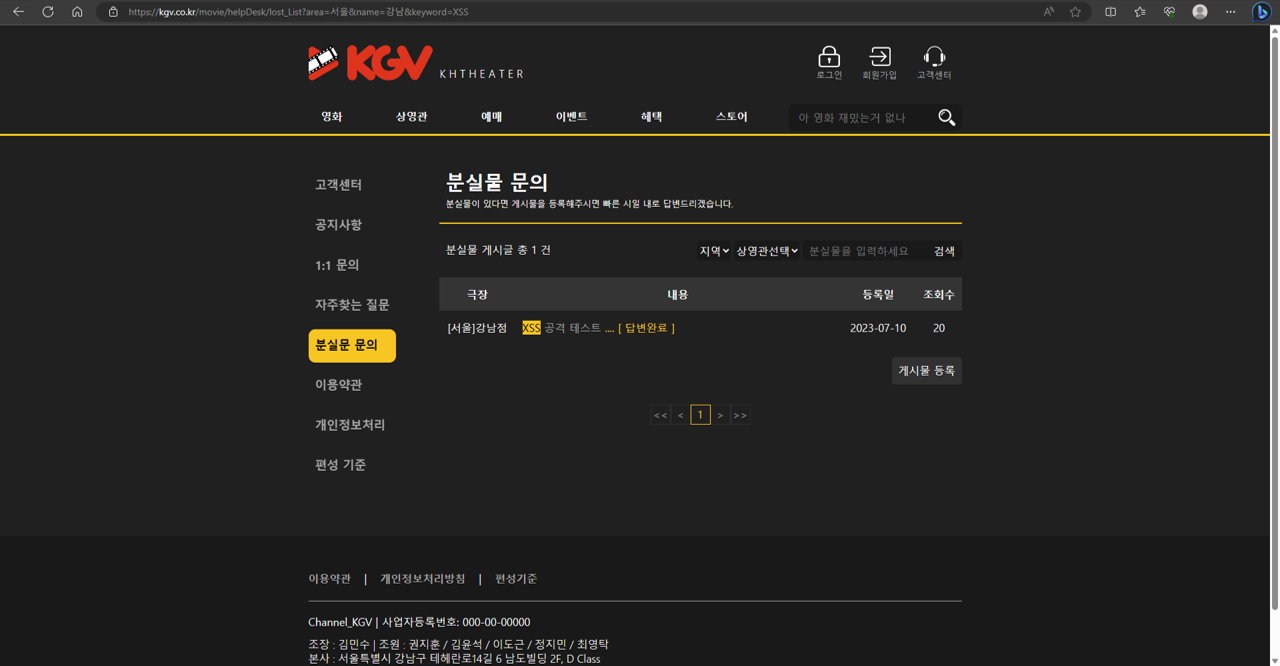 https://kgv.co.kr/movie/helpDesk/lost_List?area=서울&name=강남&keyword=XSS
KGV KHTHEATER
로그인 회원가입 고객센터
영화 상영관 예매 이벤트 혜택 스토어 아 영화 재밌는거 없나
고객센터
공지사항
1:1 문의
자주찾는 질문
분실문 문의
이용약관
개인정보처리
편성 기준
분실물 문의
분실물이 있다면 게시물을 등록해주시면 빠른 시일 내로 답변드리겠습니다.
분실물 게시글 총 1 건 지역 상영관선택 분실물을 입력하세요 검색
극장 내용 등록일 조회수
[서울]강남점 XSS 공격 테스트 .... [ 답변완료 ] 2023-07-10 20
게시물 등록
<< < 1 > >>
이용약관 | 개인정보처리방침 | 편성기준
Channel_KGV | 사업자등록번호: 000-00-00000
조장 : 김민수 | 조원 : 권지훈 / 김윤석 / 이도근 / 정지민 / 최영탁
본사 : 서울특별시 강남구 테헤란로14길 6 남도빌딩 2F, D Class